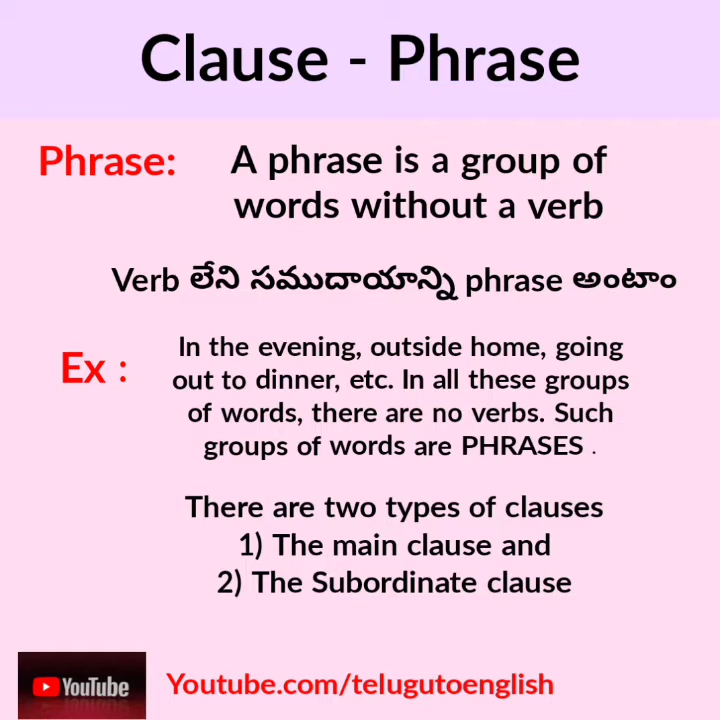 Clause - Phrase
Phrase:
A phrase is a group of
words without a verb
Verb లేని సముదాయాన్ని phrase అంటాం
Ex :
In the evening, outside home, going
out to dinner, etc. In all these groups
of words, there are no verbs. Such
groups of words are PHRASES .
There are two types of clauses
1) The main clause and
2) The Subordinate clause
YouTube
Youtube.com/telugutoenglish